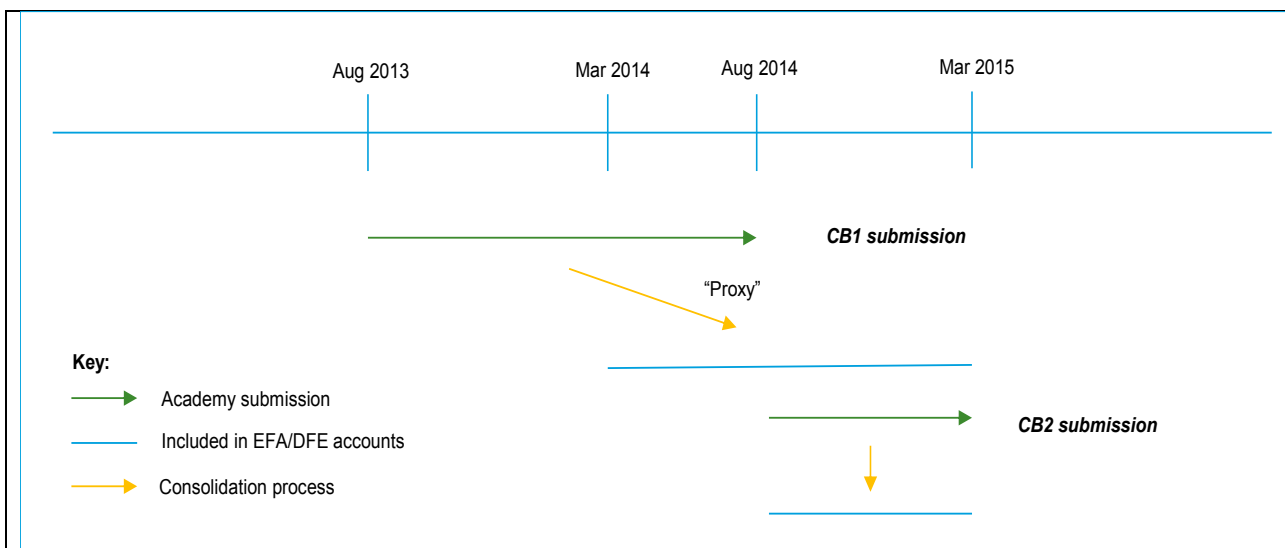 Aug 2013
Mar 2014
Aug 2014
Mar 2015
CB1 submission
“Proxy”
Key:
Academy submission
CB2 submission
Included in EFA/DFE accounts
Consolidation process